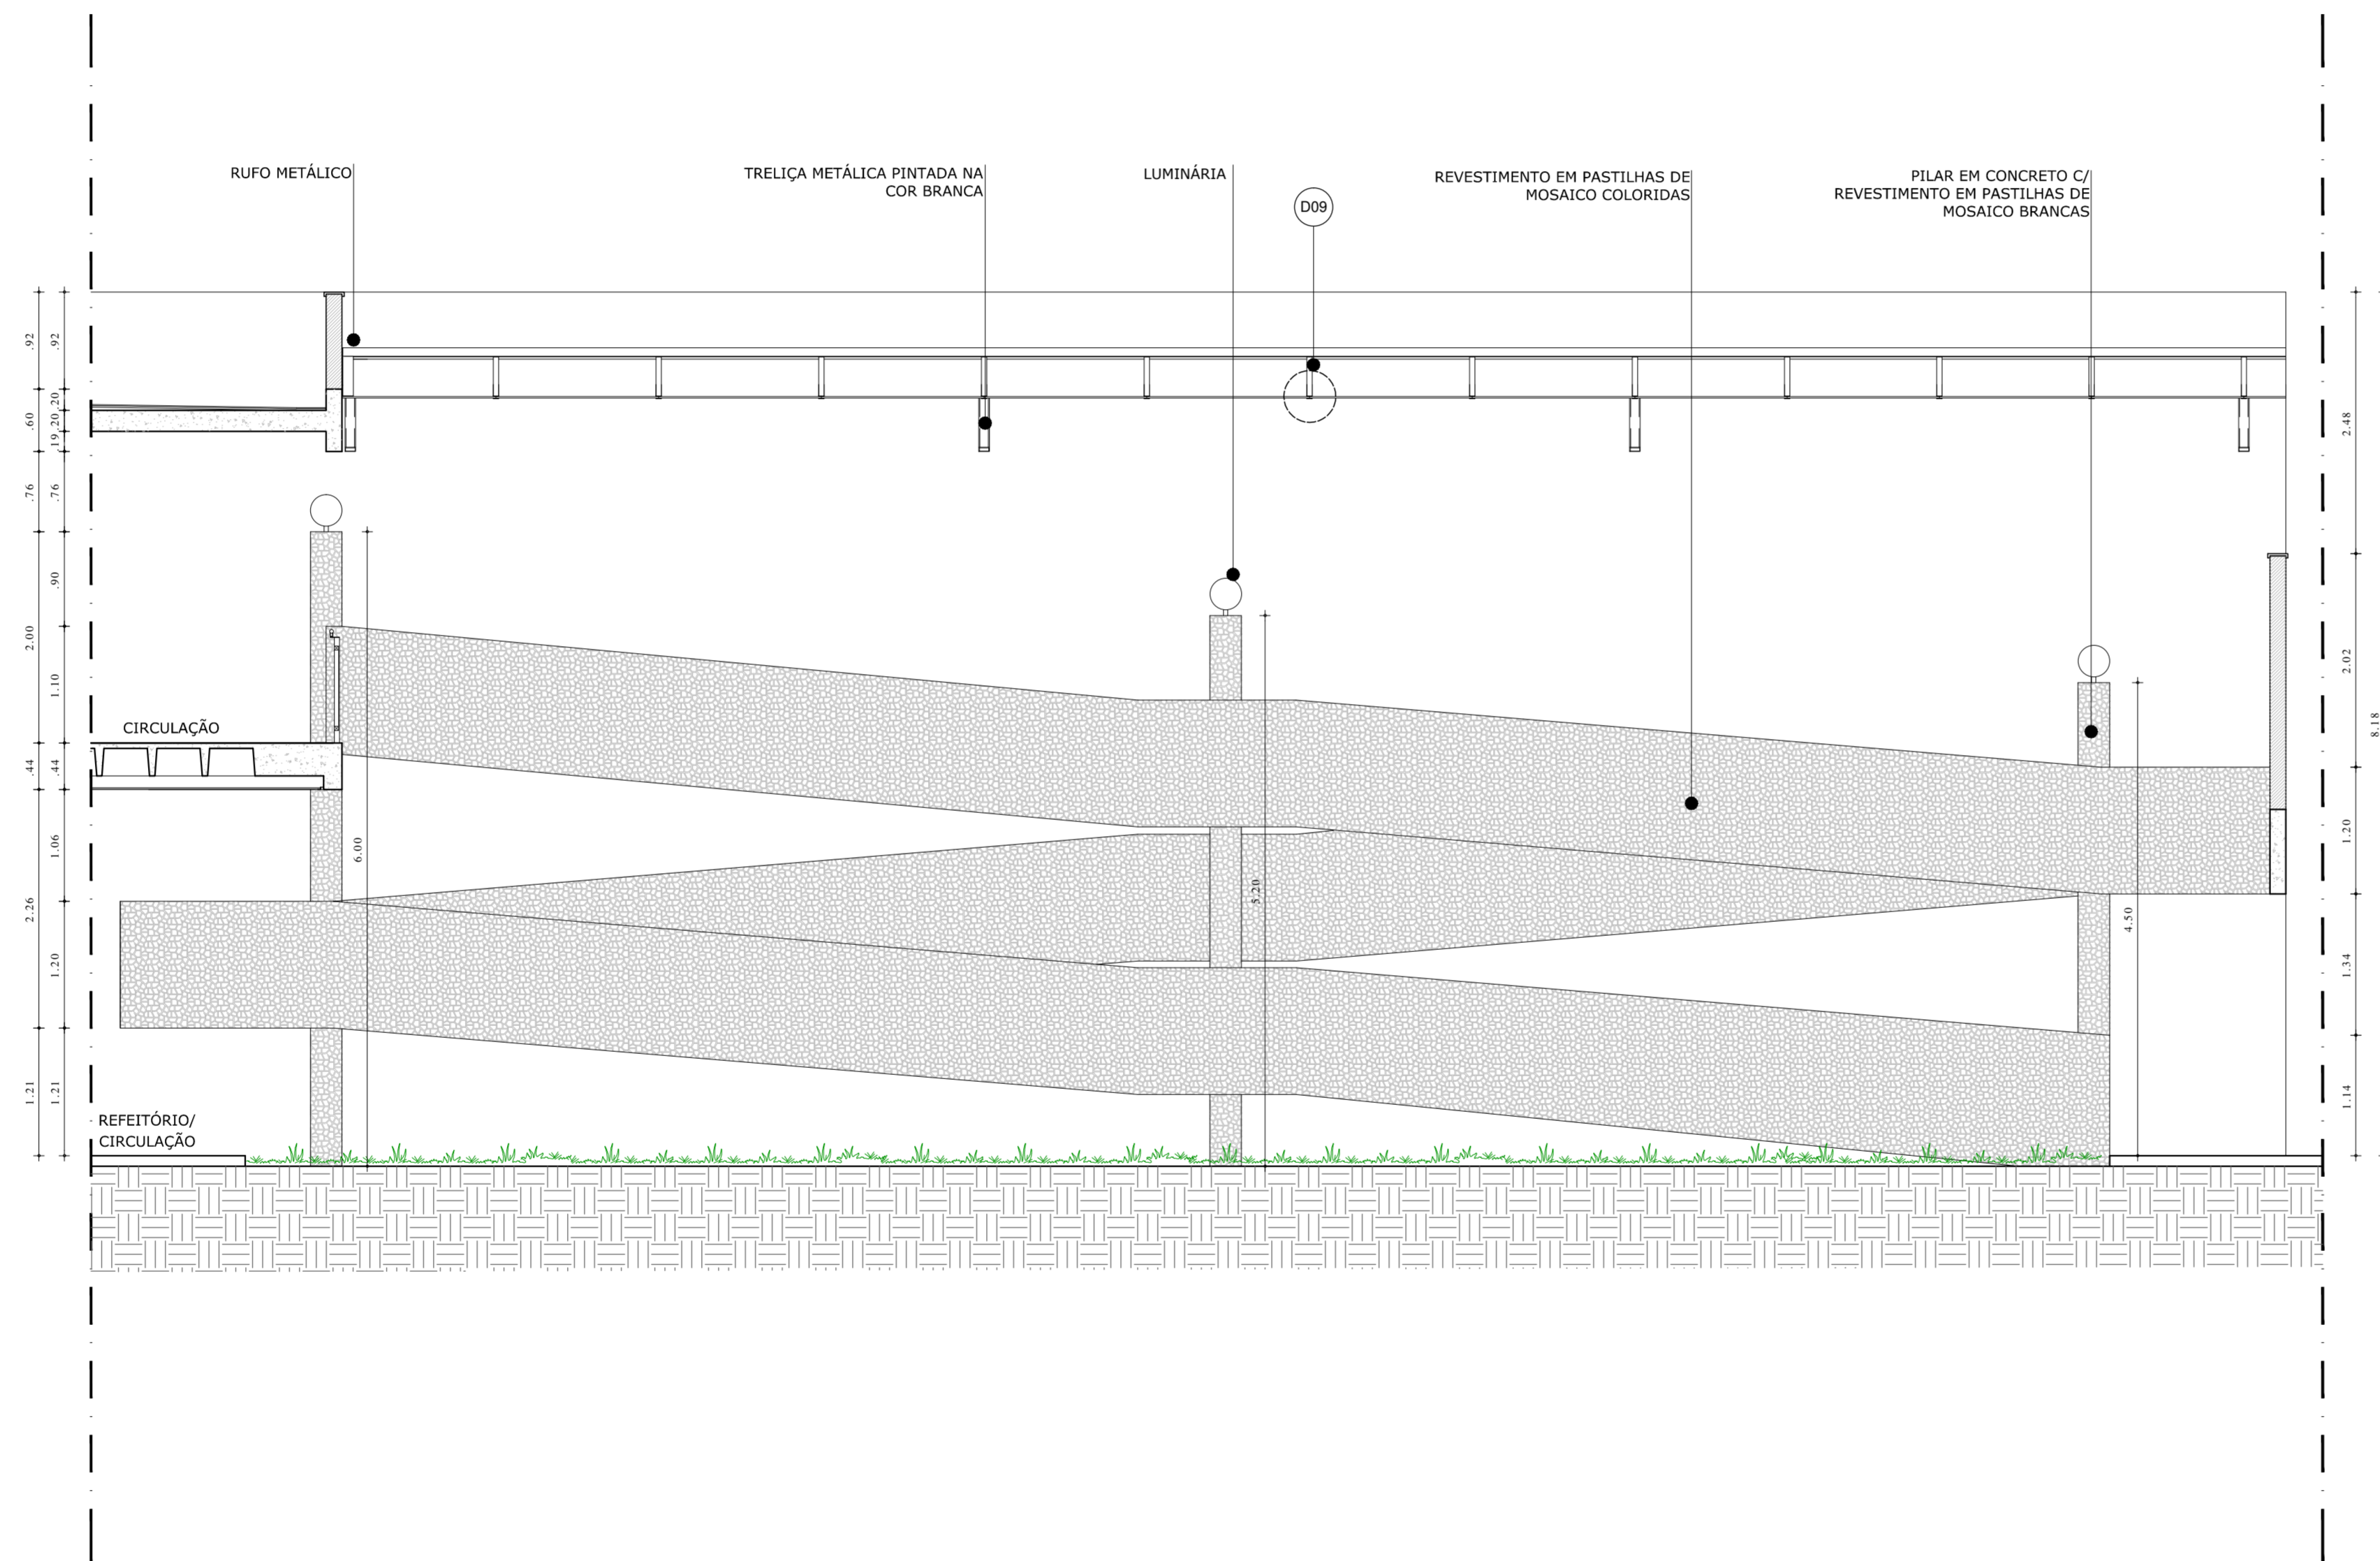 RUFO METÁLICO
TRELIÇA METÁLICA PINTADA NA
COR BRANCA
LUMINÁRIA
D09
REVESTIMENTO EM PASTILHAS DE
MOSAICO COLORIDAS
PILAR EM CONCRETO C/
REVESTIMENTO EM PASTILHAS DE
MOSAICO BRANCAS
.92
.60
.76
2.00
.44
2.26
1.21
.92
.20
.20
.19
.76
.90
1.10
.44
1.06
1.20
1.21
CIRCULAÇÃO
REFEITÓRIO/
CIRCULAÇÃO
6.00
5.20
4.50
2.48
2.02
1.20
1.34
1.14
8.18